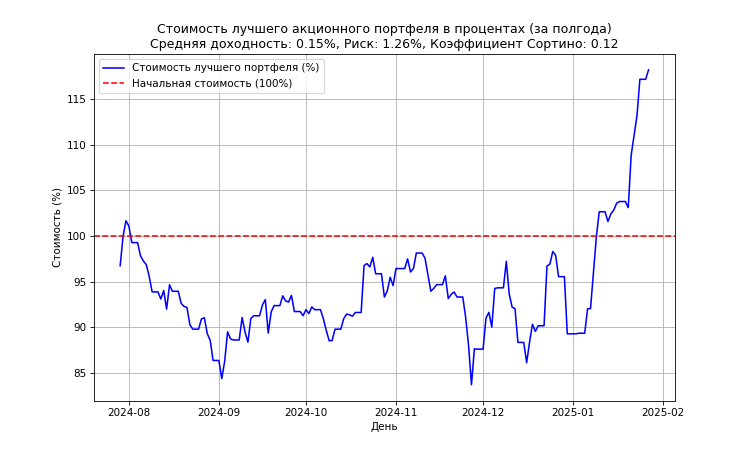 Стоимость лучшего акционного портфеля в процентах (за полгода)
Средняя доходность: 0.15%, Риск: 1.26%, Коэффициент Сортино: 0.12
Стоимость лучшего портфеля (%)
Начальная стоимость (100%)
Стоимость (%)
115
110
105
100
95
90
85
2024-08 2024-09 2024-10 2024-11 2024-12 2025-01 2025-02
День